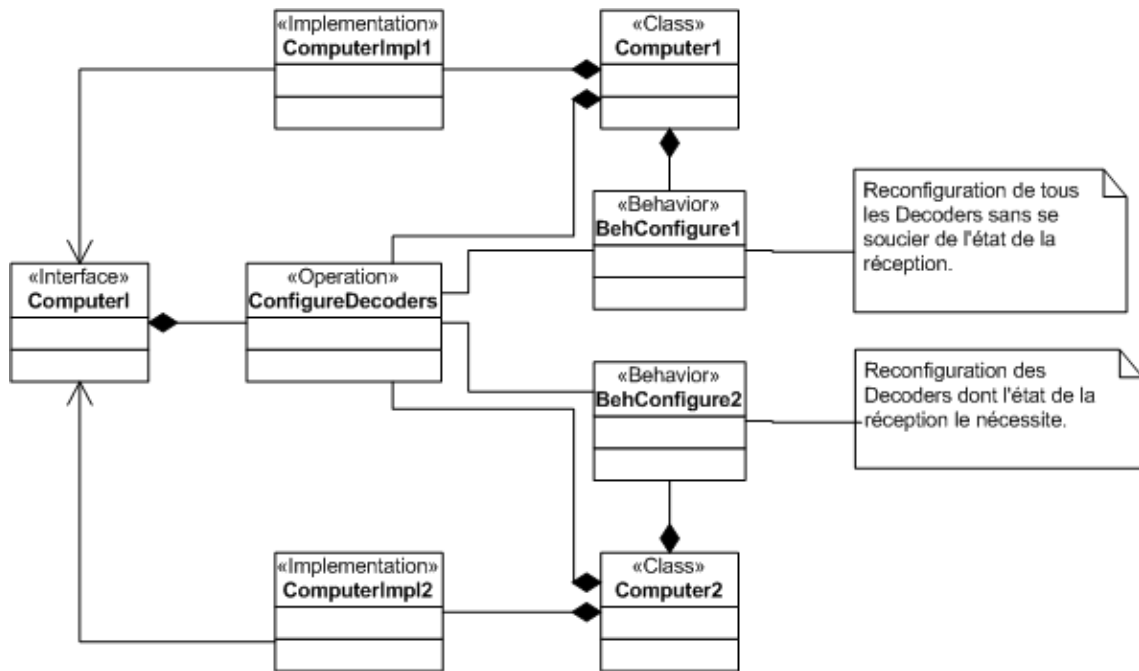 «Implementation»
ComputerImpl1
«Class»
Computer1
«Behavior»
BehConfigure1
Reconfiguration de tous
les Decoders sans se
soucier de l'état de la
réception.
«Interface»
ComputerI
«Operation»
ConfigureDecoders
«Behavior»
BehConfigure2
Reconfiguration des
Decoders dont l'état de la
réception le nécessite.
«Implementation»
ComputerImpl2
«Class»
Computer2